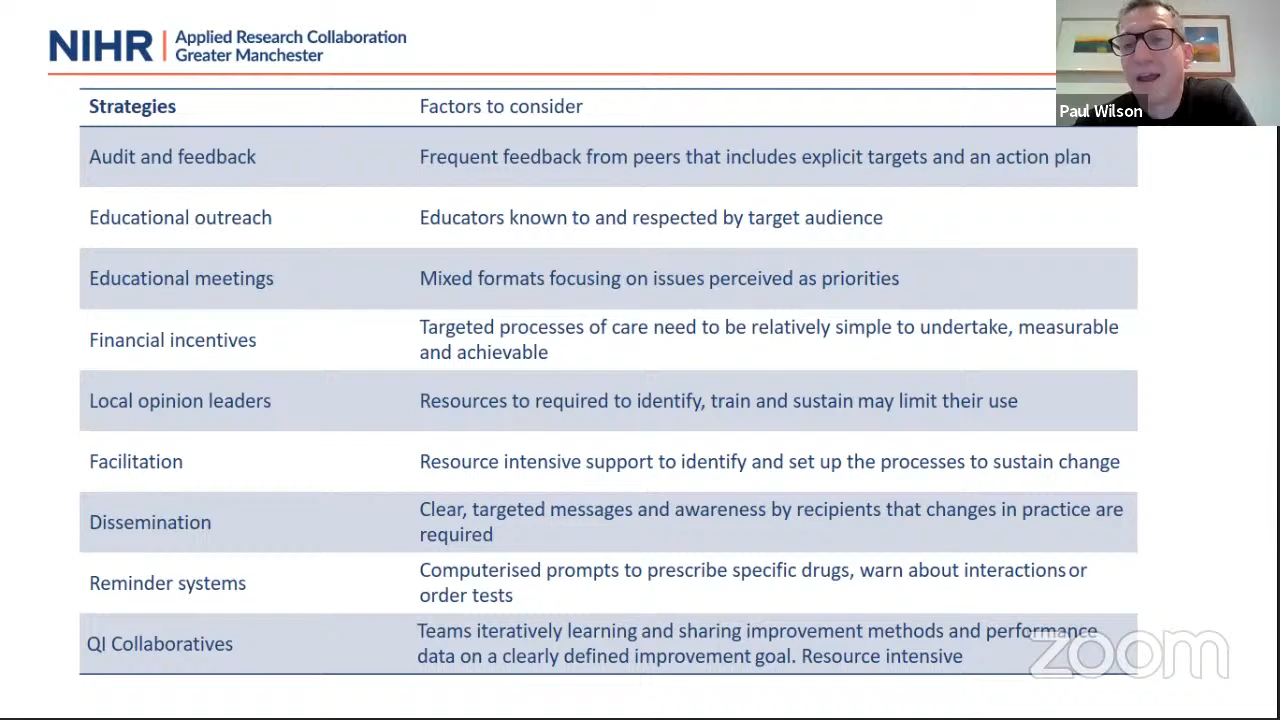 NIHR | Applied Research Collaboration
Greater Manchester
Paul Wilson
Strategies Factors to consider
Audit and feedback Frequent feedback from peers that includes explicit targets and an action plan
Educational outreach Educators known to and respected by target audience
Educational meetings Mixed formats focusing on issues perceived as priorities
Financial incentives Targeted processes of care need to be relatively simple to undertake, measurable
and achievable
Local opinion leaders Resources to required to identify, train and sustain may limit their use
Facilitation Resource intensive support to identify and set up the processes to sustain change
Dissemination Clear, targeted messages and awareness by recipients that changes in practice are
required
Reminder systems Computerised prompts to prescribe specific drugs, warn about interactions or
order tests
QI Collaboratives Teams iteratively learning and sharing improvement methods and performance
data on a clearly defined improvement goal. Resource intensive
zoom